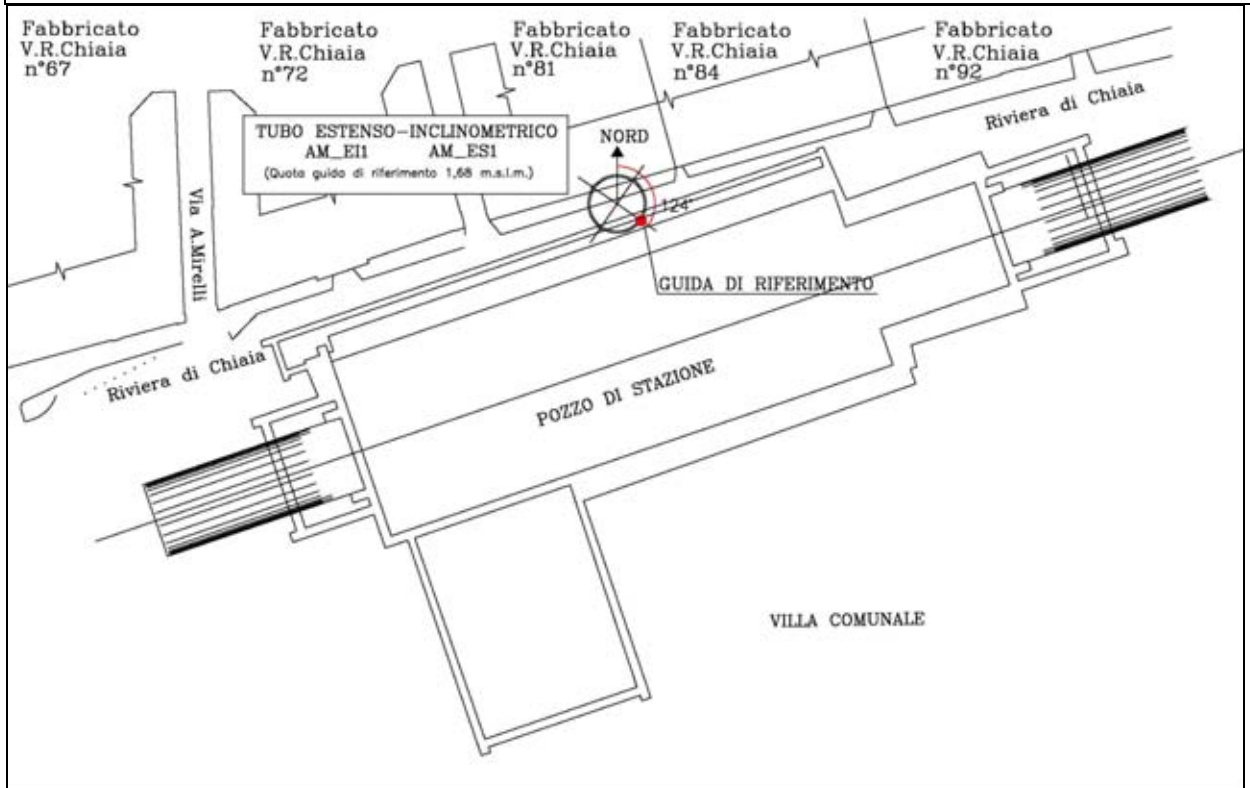 Fabbricato
V.R.Chiaia
n°67
Fabbricato
V.R.Chiaia
n°72
Fabbricato
V.R.Chiaia
n°81
Fabbricato
V.R.Chiaia
n°84
Fabbricato
V.R.Chiaia
n°92
TUBO ESTENSO-INCLINOMETRICO
AM_EI1 AM_ES1
(Quota guida di riferimento 1,68 m.s.l.m.)
NORD
124°
GUIDA DI RIFERIMENTO
Riviera di Chiaia
Via A.Mirelli
Riviera di Chiaia
POZZO DI STAZIONE
VILLA COMUNALE